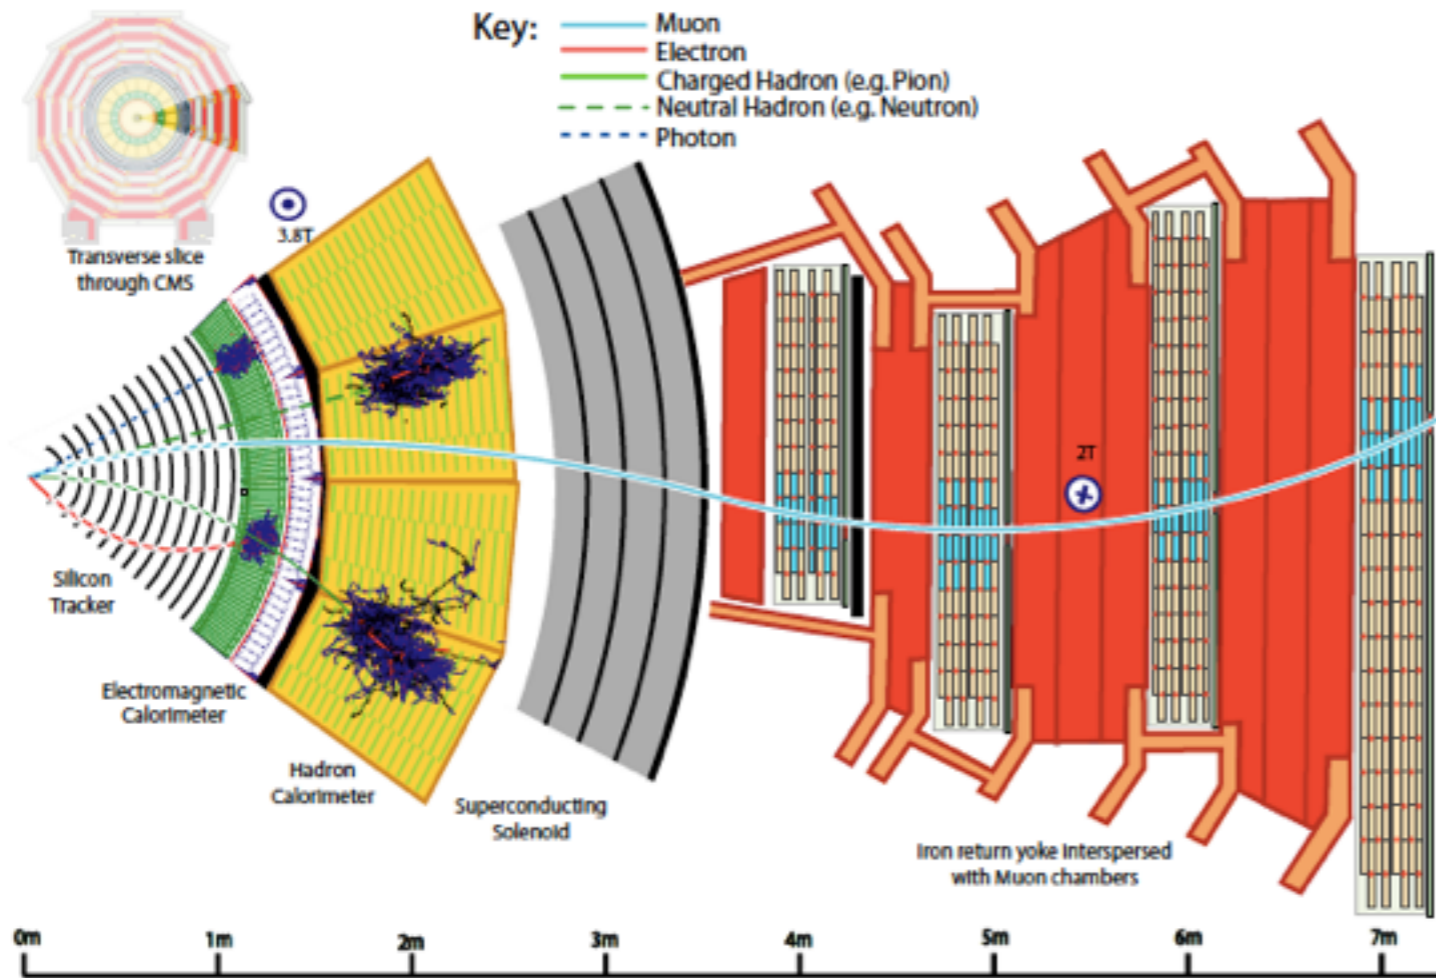 Key:
Muon
Electron
Charged Hadron (e.g. Pion)
Neutral Hadron (e.g. Neutron)
Photon
Transverse slice
through CMS
3.8T
2T
Silicon
Tracker
Electromagnetic
Calorimeter
Hadron
Calorimeter
Superconducting
Solenoid
Iron return yoke interspersed
with Muon chambers
0m 1m 2m 3m 4m 5m 6m 7m